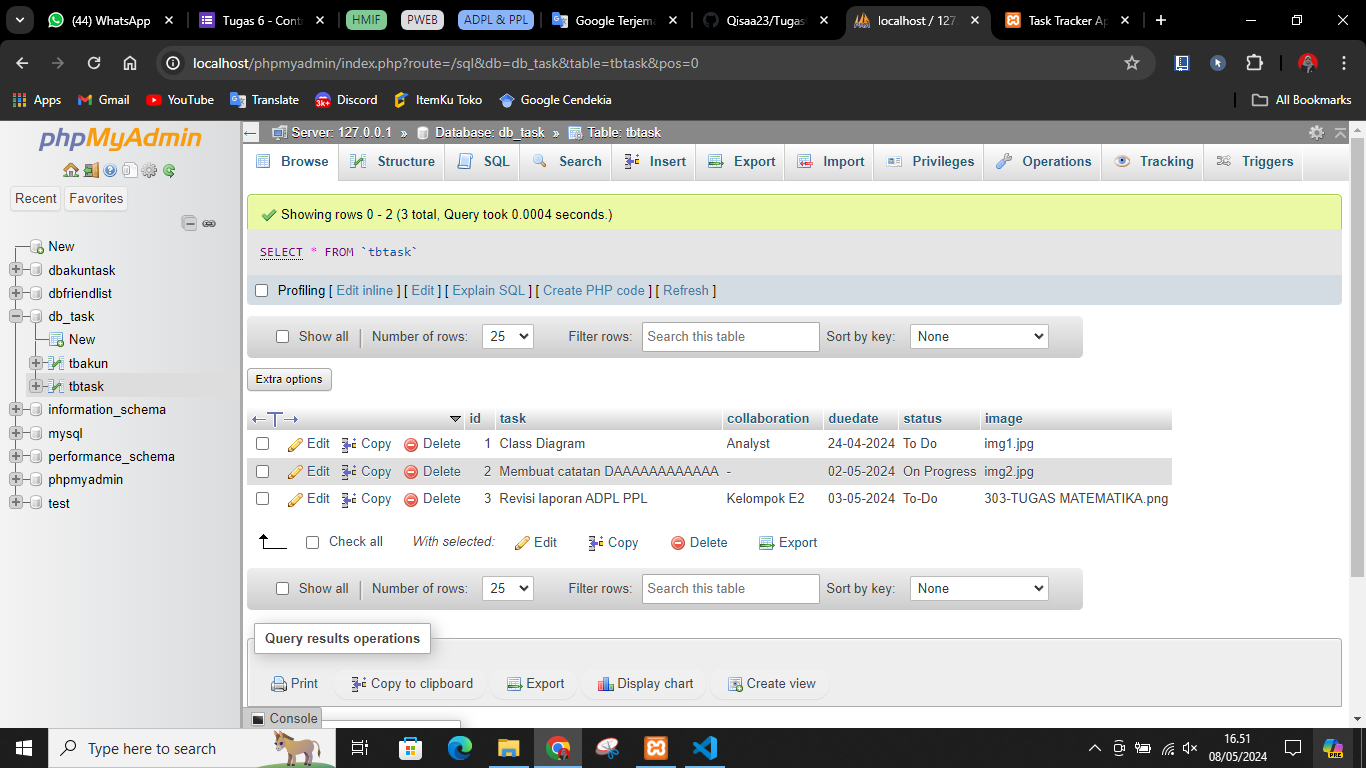 (44) WhatsApp
Tugas 6 - Cont
HMIF
PWEB
ADPL & PPL
Google Terjem
Qisaa23/Tugas
localhost / 127
Task Tracker Ap
localhost/phpmyadmin/index.php?route=/sql&db=db_task&table=tbtask&pos=0
Apps
Gmail
YouTube
Translate
Discord
ItemKu Toko
Google Cendekia
All Bookmarks
phpMyAdmin
Recent
Favorites
New
dbakuntask
dbfriendlist
db_task
New
tbakun
tbtask
information_schema
mysql
performance_schema
phpmyadmin
test
Server: 127.0.0.1 » Database: db_task » Table: tbtask
Browse
Structure
SQL
Search
Insert
Export
Import
Privileges
Operations
Tracking
Triggers
Showing rows 0 - 2 (3 total, Query took 0.0004 seconds.)
SELECT * FROM `tbtask`
Profiling [ Edit inline ] [ Edit ] [ Explain SQL ] [ Create PHP code ] [ Refresh ]
Show all | Number of rows: 25 Filter rows: Search this table Sort by key: None
Extra options
id task collaboration duedate status image
Edit Copy Delete 1 Class Diagram Analyst 24-04-2024 To Do img1.jpg
Edit Copy Delete 2 Membuat catatan DAAAAAAAAAAAA - 02-05-2024 On Progress img2.jpg
Edit Copy Delete 3 Revisi laporan ADPL PPL Kelompok E2 03-05-2024 To-Do 303-TUGAS MATEMATIKA.png
Check all With selected: Edit Copy Delete Export
Show all | Number of rows: 25 Filter rows: Search this table Sort by key: None
Query results operations
Print
Copy to clipboard
Export
Display chart
Create view
Console
Type here to search
16.51
08/05/2024